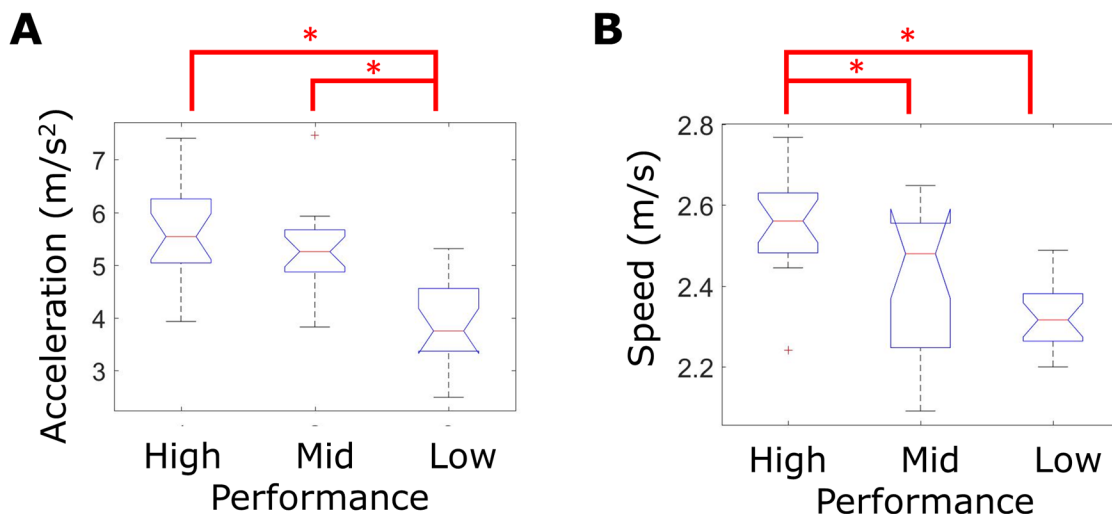 A
*
*
Acceleration (m/s²)
7
6
5
4
3
High Mid Low
Performance
B
*
*
Speed (m/s)
2.8
2.6
2.4
2.2
High Mid Low
Performance